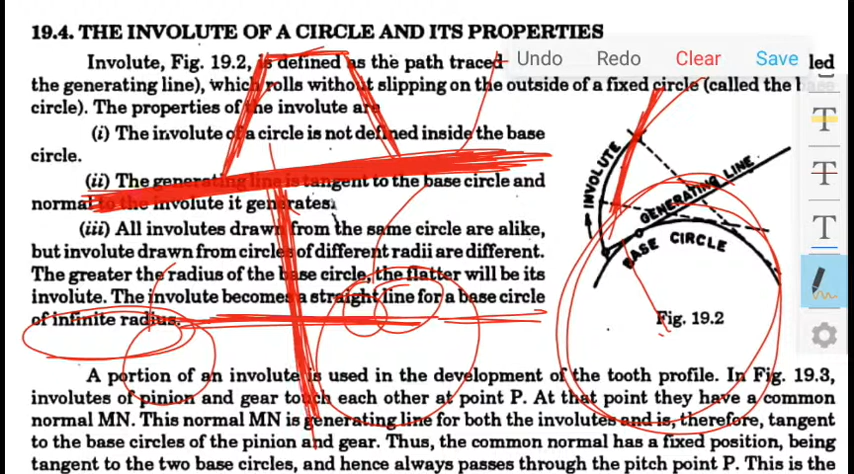 19.4. THE INVOLUTE OF A CIRCLE AND ITS PROPERTIES
Involute, Fig. 19.2, is defined as the path traced led
the generating line), which rolls without slipping on the outside of a fixed circle (called the base
circle). The properties of the involute are
(i) The involute of a circle is not defined inside the base
circle.
(ii) The generating line is tangent to the base circle and
normal to the involute it generates.
(iii) All involutes drawn from the same circle are alike,
but involute drawn from circles of different radii are different.
The greater the radius of the base circle, the flatter will be its
involute. The involute becomes a straight line for a base circle
of infinite radius.
A portion of an involute is used in the development of the tooth profile. In Fig. 19.3,
involutes of pinion and gear touch each other at point P. At that point they have a common
normal MN. This normal MN is generating line for both the involutes and is, therefore, tangent
to the base circles of the pinion and gear. Thus, the common normal has a fixed position, being
tangent to the two base circles, and hence always passes through the pitch point P. This is the
Undo Redo Clear Save
INVOLUTE
GENERATING LINE
BASE CIRCLE
Fig. 19.2
T
T
T